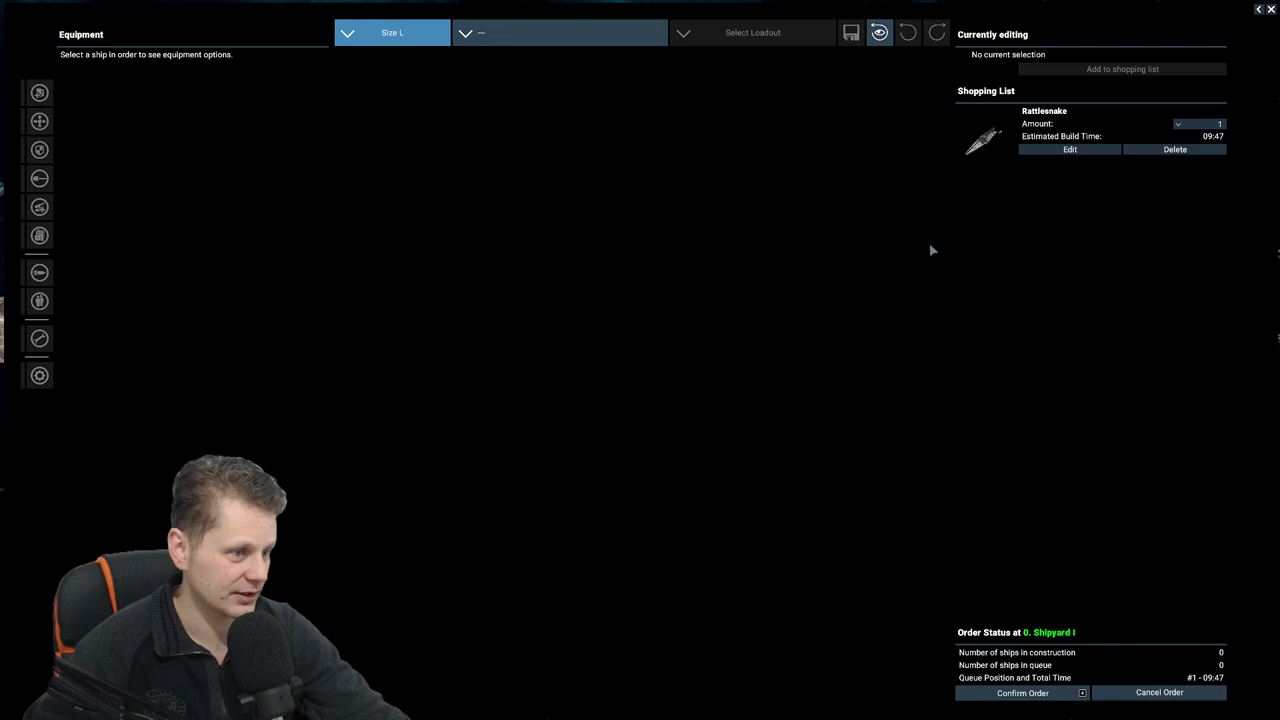 Equipment
Select a ship in order to see equipment options.
Size L
---
Select Loadout
Currently editing
No current selection
Add to shopping list
Shopping List
Rattlesnake
Amount: 1
Estimated Build Time: 09:47
Edit Delete
Order Status at 0. Shipyard I
Number of ships in construction 0
Number of ships in queue 0
Queue Position and Total Time #1 - 09:47
Confirm Order Cancel Order